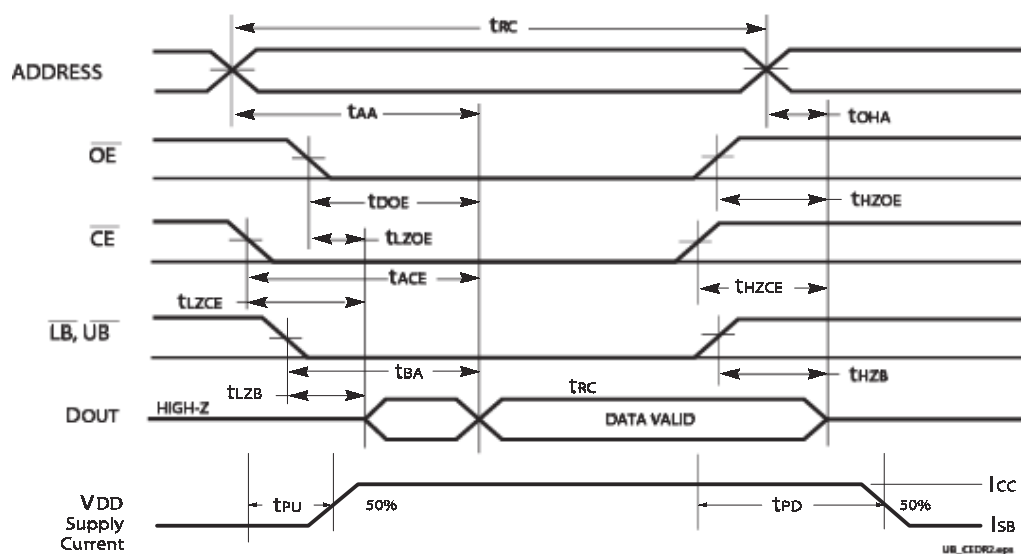 tRC
ADDRESS
tAA
tOHA
OE
tDOE
tHZOE
tLZOE
CE
tACE
tHZCE
tLZCE
LB, UB
tBA
tHZB
tLZB
tRC
DOUT
HIGH-Z
DATA VALID
tPU
50%
tPD
50%
ICC
VDD
Supply
Current
ISB
UB_CEDR2.eps